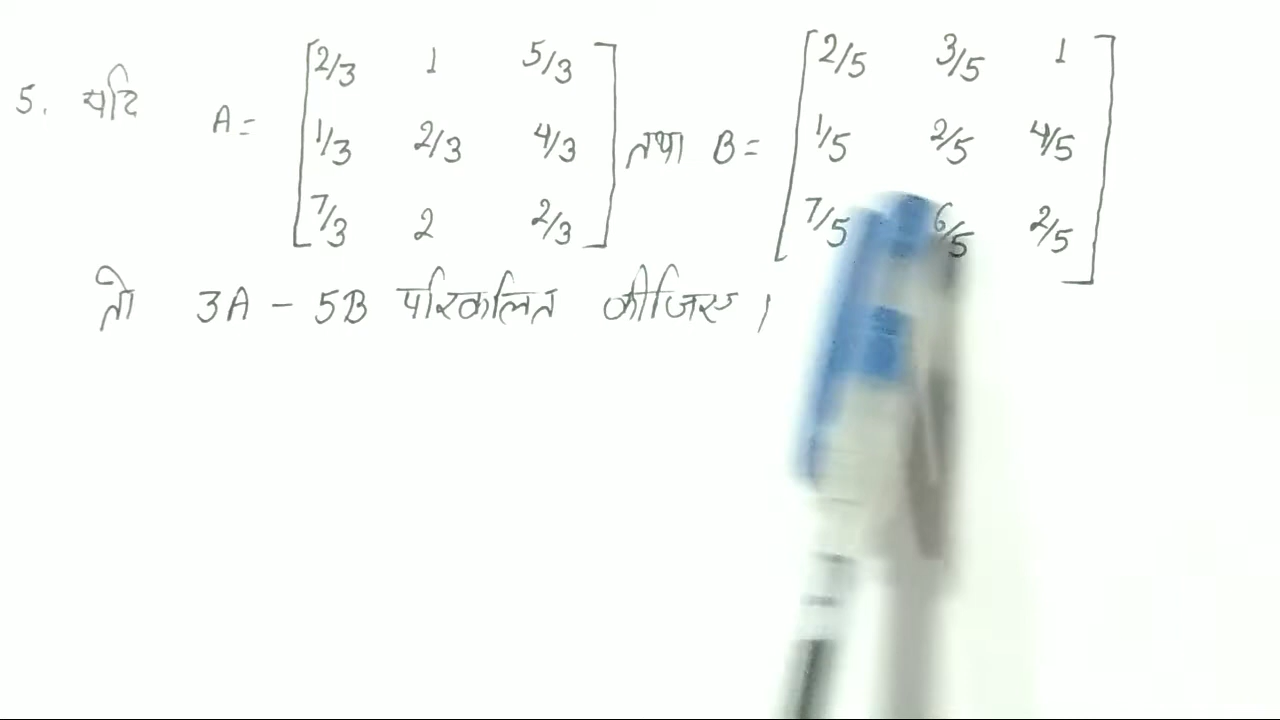 5. यदि A= [2/3 1 5/3] तथा B= [2/5 3/5 1]
[1/3 2/3 4/3] [1/5 2/5 4/5]
[7/3 2 2/3] [7/5 6/5 2/5]
तो 3A - 5B परिकलित कीजिए।